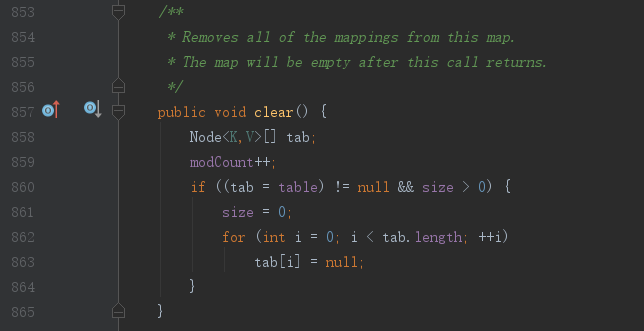 853 /**
854 * Removes all of the mappings from this map.
855 * The map will be empty after this call returns.
856 */
857 public void clear() {
858 Node<K,V>[] tab;
859 modCount++;
860 if ((tab = table) != null && size > 0) {
861 size = 0;
862 for (int i = 0; i < tab.length; ++i)
863 tab[i] = null;
864 }
865 }